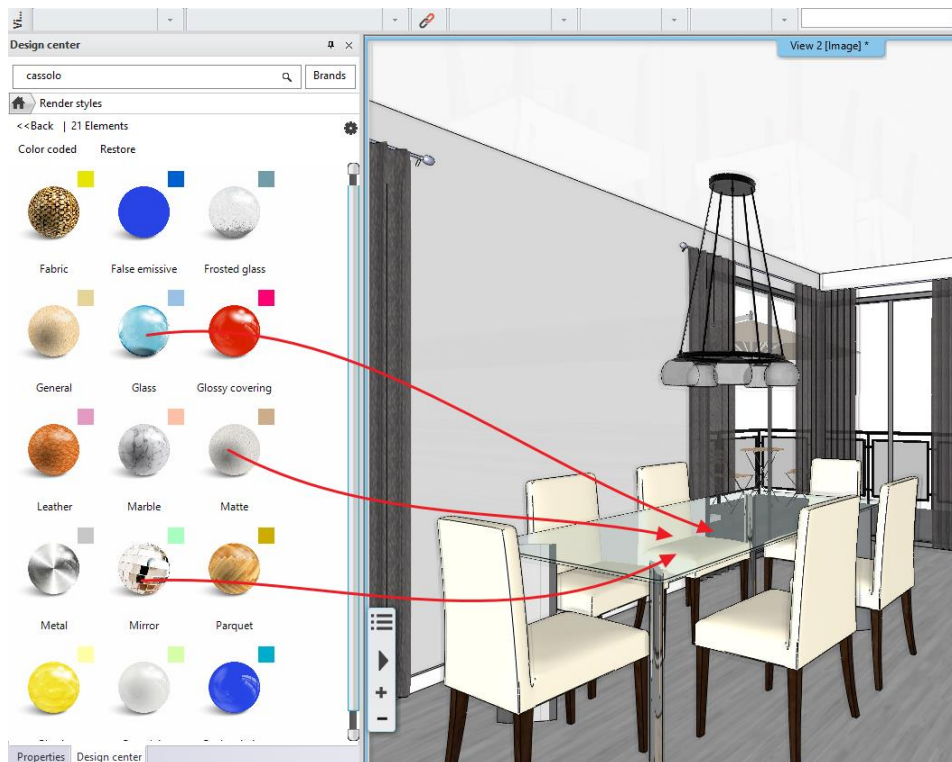 Vi...
Design center
View 2 [Image] *
cassolo
Brands
Render styles
<<Back | 21 Elements
Color coded Restore
Fabric False emissive Frosted glass
General Glass Glossy covering
Leather Marble Matte
Metal Mirror Parquet
Properties Design center